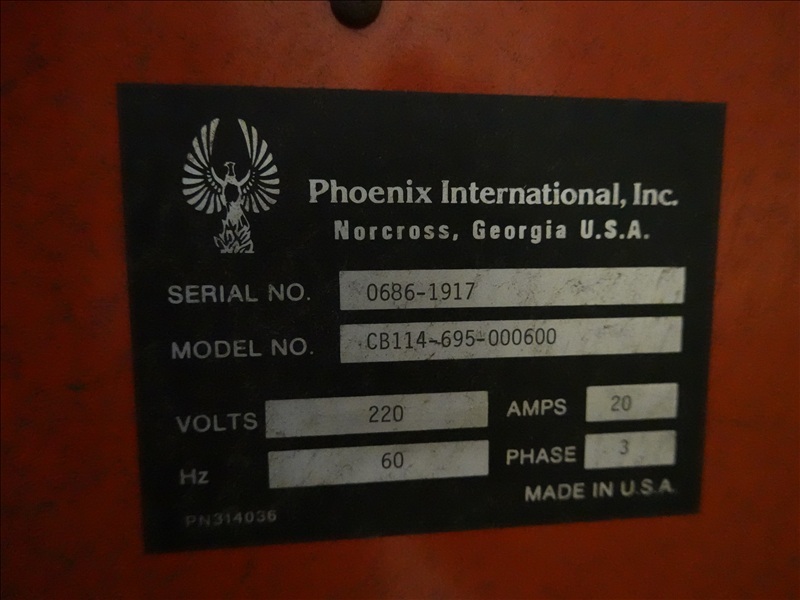 Phoenix International, Inc.
Norcross, Georgia U.S.A.
SERIAL NO. 0686-1917
MODEL NO. CB114-695-000600
VOLTS 220 AMPS 20
Hz 60 PHASE 3
MADE IN U.S.A.
PN314036